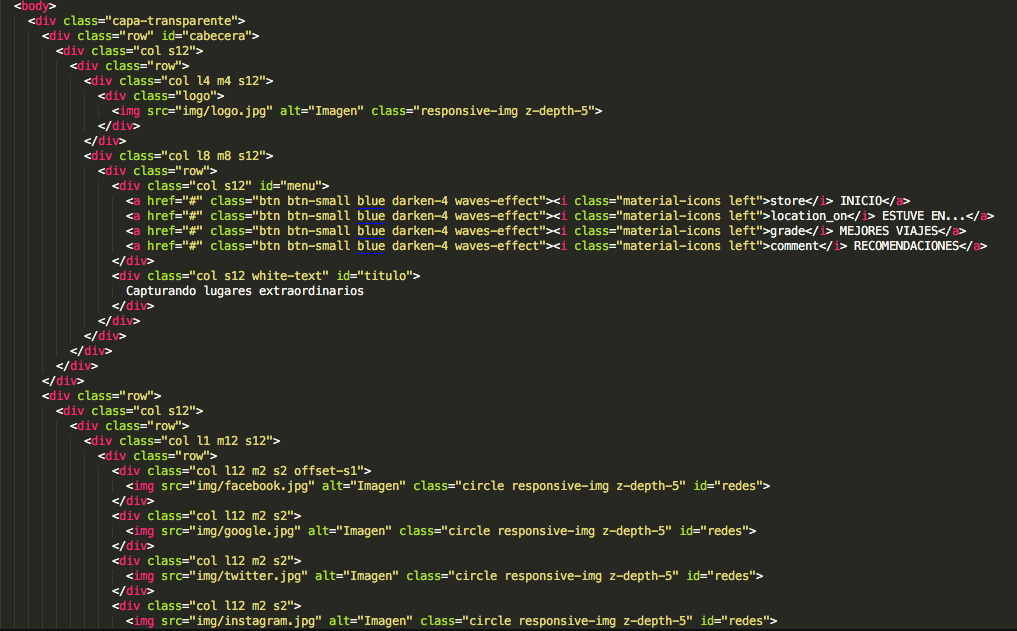 <body>
<div class="capa-transparente">
<div class="row" id="cabecera">
<div class="col s12">
<div class="row">
<div class="col l4 m4 s12">
<div class="logo">
<img src="img/logo.jpg" alt="Imagen" class="responsive-img z-depth-5">
</div>
</div>
<div class="col l8 m8 s12">
<div class="row">
<div class="col s12" id="menu">
<a href="#" class="btn btn-small blue darken-4 waves-effect"><i class="material-icons left">store</i> INICIO</a>
<a href="#" class="btn btn-small blue darken-4 waves-effect"><i class="material-icons left">location_on</i> ESTUVE EN...</a>
<a href="#" class="btn btn-small blue darken-4 waves-effect"><i class="material-icons left">grade</i> MEJORES VIAJES</a>
<a href="#" class="btn btn-small blue darken-4 waves-effect"><i class="material-icons left">comment</i> RECOMENDACIONES</a>
</div>
<div class="col s12 white-text" id="titulo">
Capturando lugares extraordinarios
</div>
</div>
</div>
</div>
</div>
</div>
<div class="row">
<div class="col s12">
<div class="row">
<div class="col l1 m12 s12">
<div class="row">
<div class="col l12 m2 s2 offset-s1">
<img src="img/facebook.jpg" alt="Imagen" class="circle responsive-img z-depth-5" id="redes">
</div>
<div class="col l12 m2 s2">
<img src="img/google.jpg" alt="Imagen" class="circle responsive-img z-depth-5" id="redes">
</div>
<div class="col l12 m2 s2">
<img src="img/twitter.jpg" alt="Imagen" class="circle responsive-img z-depth-5" id="redes">
</div>
<div class="col l12 m2 s2">
<img src="img/instagram.jpg" alt="Imagen" class="circle responsive-img z-depth-5" id="redes">